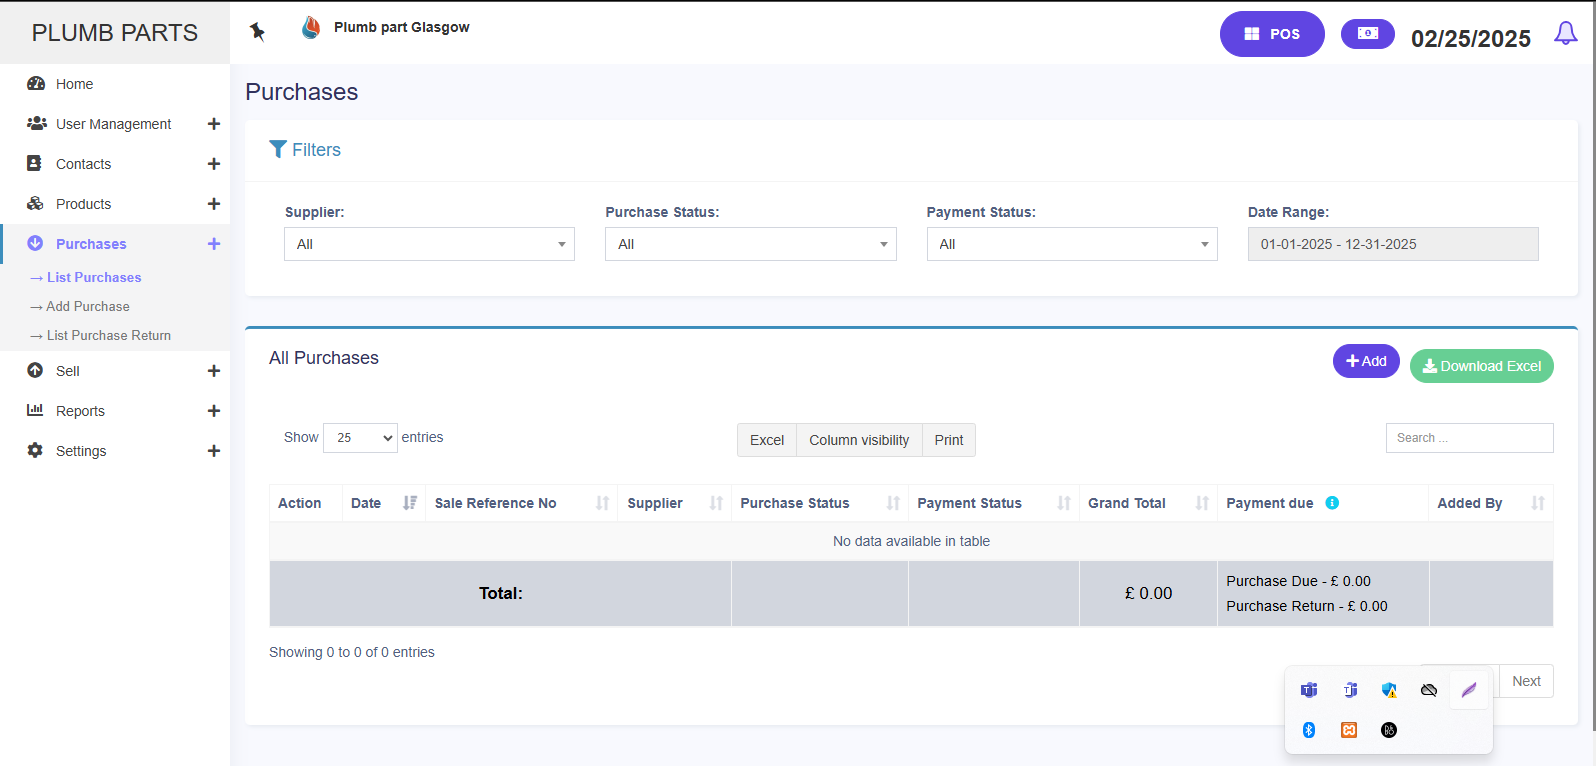 PLUMB PARTS
Plumb part Glasgow
POS
02/25/2025
Home
User Management
Contacts
Products
Purchases
→ List Purchases
→ Add Purchase
→ List Purchase Return
Sell
Reports
Settings
Purchases
Filters
Supplier: Purchase Status: Payment Status: Date Range:
All All All 01-01-2025 - 12-31-2025
All Purchases
Add Download Excel
Show 25 entries Excel Column visibility Print Search ...
Action Date Sale Reference No Supplier Purchase Status Payment Status Grand Total Payment due Added By
No data available in table
Total: £ 0.00
Purchase Due - £ 0.00
Purchase Return - £ 0.00
Showing 0 to 0 of 0 entries
Next